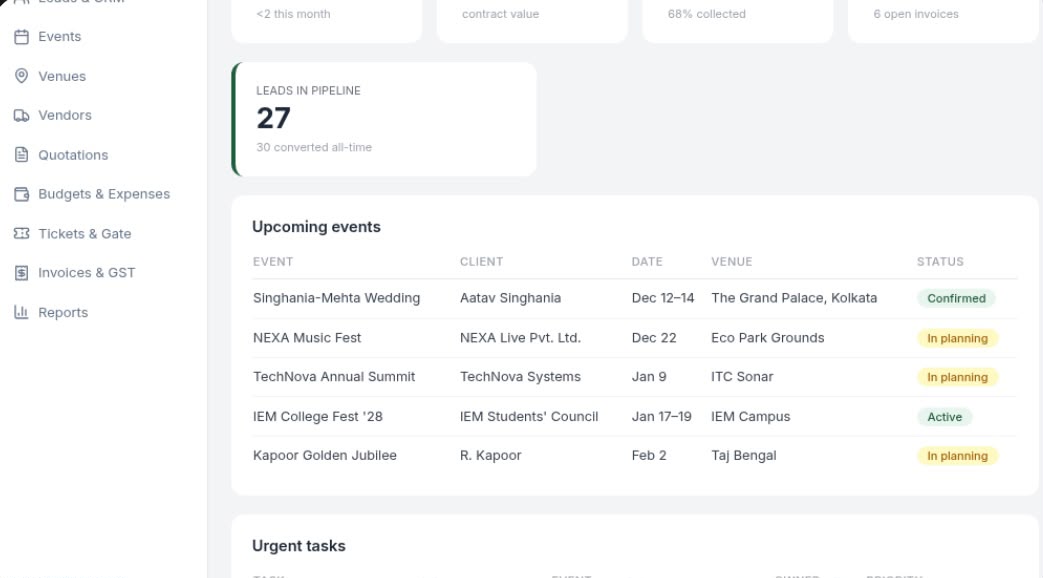 <2 this month
contract value
68% collected
6 open invoices
Events
Venues
Vendors
Quotations
Budgets & Expenses
Tickets & Gate
Invoices & GST
Reports
LEADS IN PIPELINE
27
30 converted all-time
Upcoming events
EVENT CLIENT DATE VENUE STATUS
Singhania-Mehta Wedding Aatav Singhania Dec 12–14 The Grand Palace, Kolkata Confirmed
NEXA Music Fest NEXA Live Pvt. Ltd. Dec 22 Eco Park Grounds In planning
TechNova Annual Summit TechNova Systems Jan 9 ITC Sonar In planning
IEM College Fest '28 IEM Students' Council Jan 17–19 IEM Campus Active
Kapoor Golden Jubilee R. Kapoor Feb 2 Taj Bengal In planning
Urgent tasks